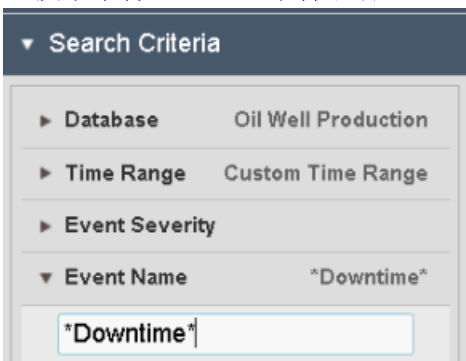 Search Criteria
Database Oil Well Production
Time Range Custom Time Range
Event Severity
Event Name *Downtime*
*Downtime*